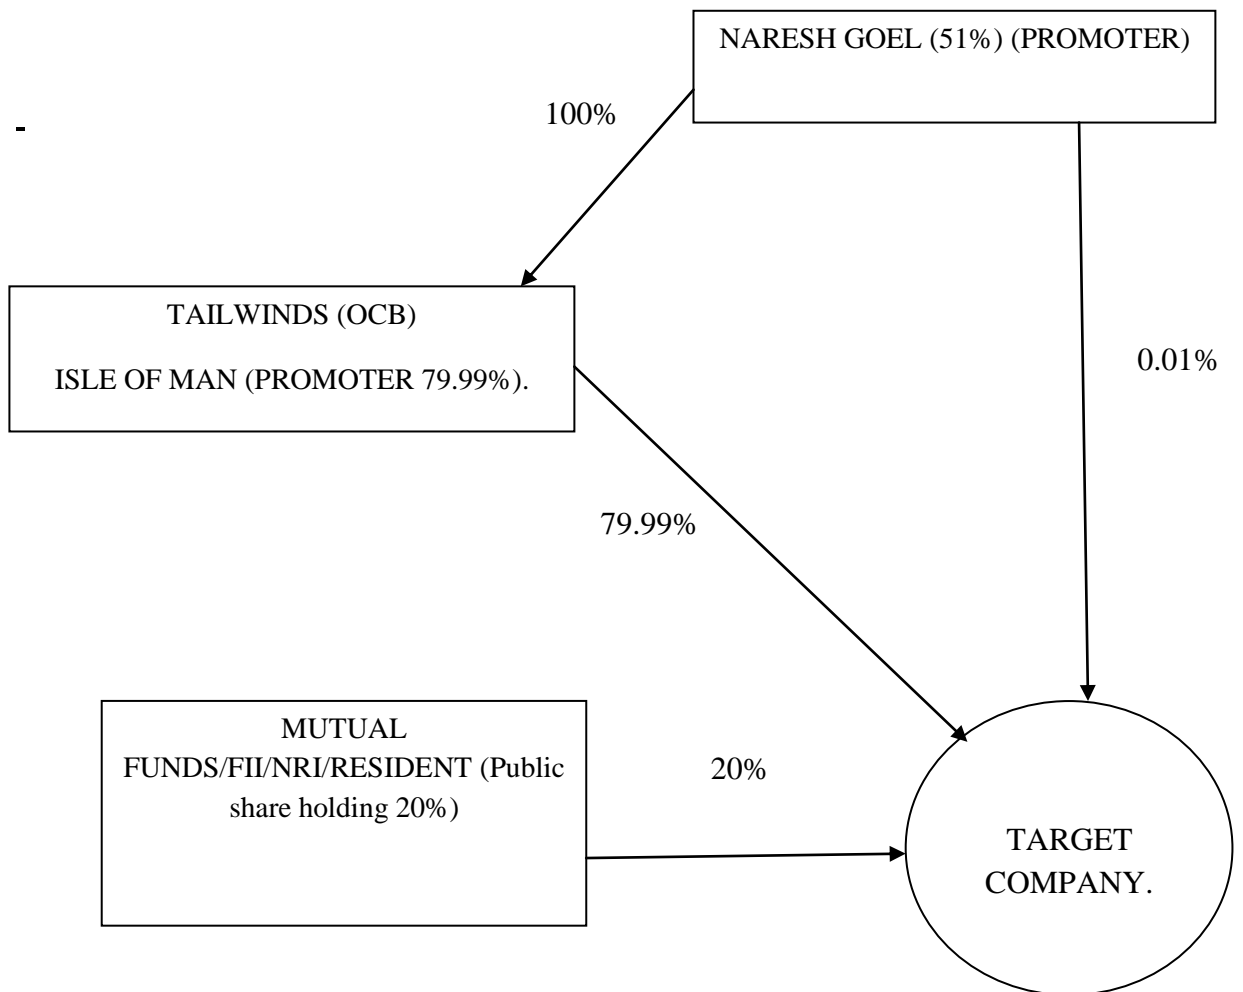 NARESH GOEL (51%) (PROMOTER)
100%
-
TAILWINDS (OCB)
ISLE OF MAN (PROMOTER 79.99%).
0.01%
79.99%
MUTUAL
FUNDS/FII/NRI/RESIDENT (Public
share holding 20%)
20%
TARGET
COMPANY.